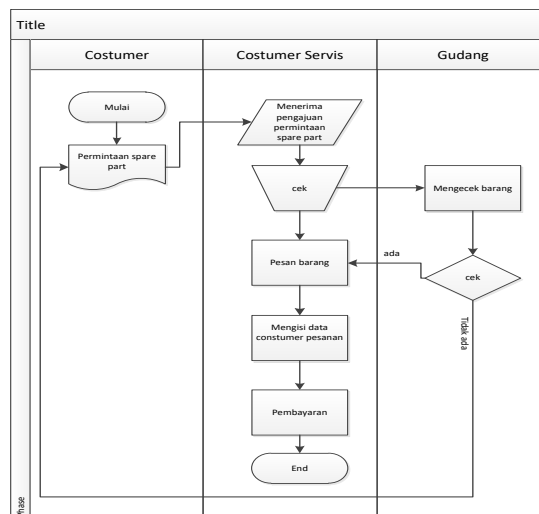 Title
Costumer
Costumer Servis
Gudang
Mulai
Permintaan spare
part
Menerima
pengajuan
permintaan
spare part
cek
Mengecek barang
cek
ada
Tidak ada
Pesan barang
Mengisi data
constumer pesanan
Pembayaran
End
Phase